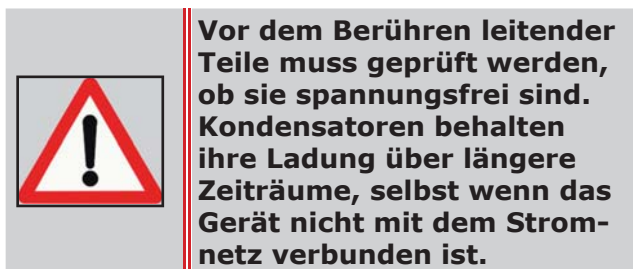 Vor dem Berühren leitender
Teile muss geprüft werden,
ob sie spannungsfrei sind.
Kondensatoren behalten
ihre Ladung über längere
Zeiträume, selbst wenn das
Gerät nicht mit dem Strom-
netz verbunden ist.